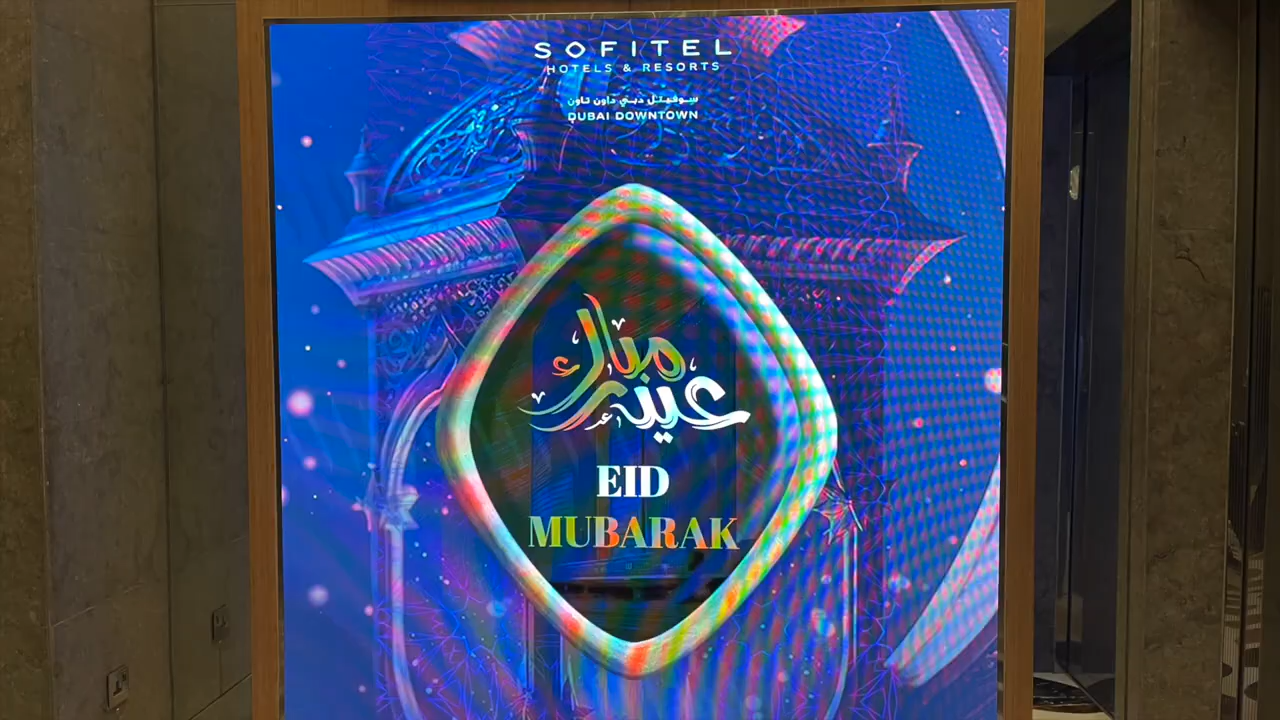 SOFITEL
HOTELS & RESORTS
سوفيتل دبي داون تاون
DUBAI DOWNTOWN
عيد مبارك
EID
MUBARAK